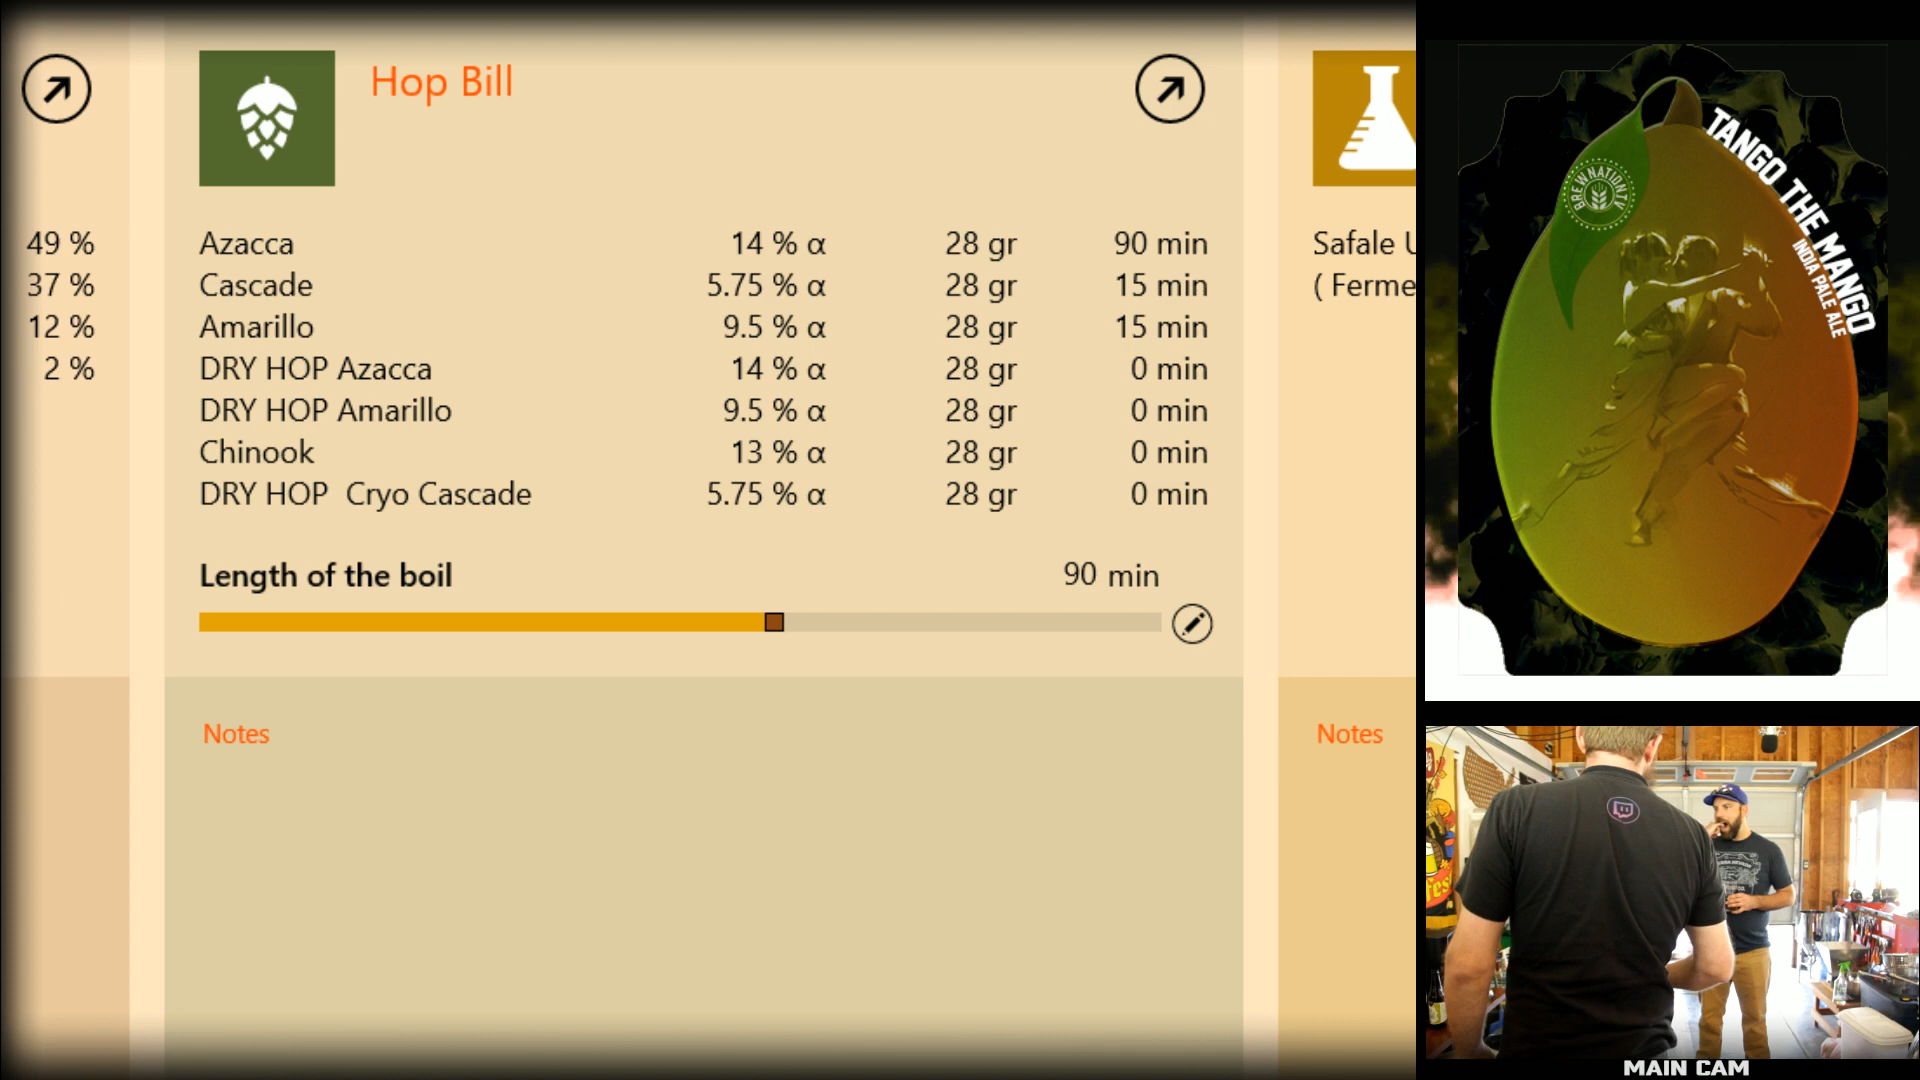 Hop Bill
49 %
37 %
12 %
2 %
Azacca 14 % α 28 gr 90 min
Cascade 5.75 % α 28 gr 15 min
Amarillo 9.5 % α 28 gr 15 min
DRY HOP Azacca 14 % α 28 gr 0 min
DRY HOP Amarillo 9.5 % α 28 gr 0 min
Chinook 13 % α 28 gr 0 min
DRY HOP Cryo Cascade 5.75 % α 28 gr 0 min
Length of the boil 90 min
Notes
Safale U
( Ferme
Notes
TANGO THE MANGO
INDIA PALE ALE
BREWNATIONTV
MAIN CAM